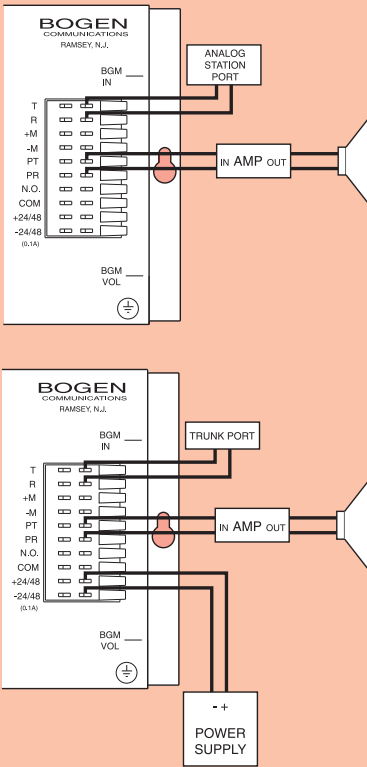 BOGEN
COMMUNICATIONS
RAMSEY, N.J.
BGM
IN
ANALOG
STATION
PORT
T
R
+M
-M
PT
PR
N.O.
COM
+24/48
-24/48
(0.1A)
IN AMP OUT
BGM
VOL
BOGEN
COMMUNICATIONS
RAMSEY, N.J.
BGM
IN
TRUNK PORT
T
R
+M
-M
PT
PR
N.O.
COM
+24/48
-24/48
(0.1A)
IN AMP OUT
BGM
VOL
- +
POWER
SUPPLY